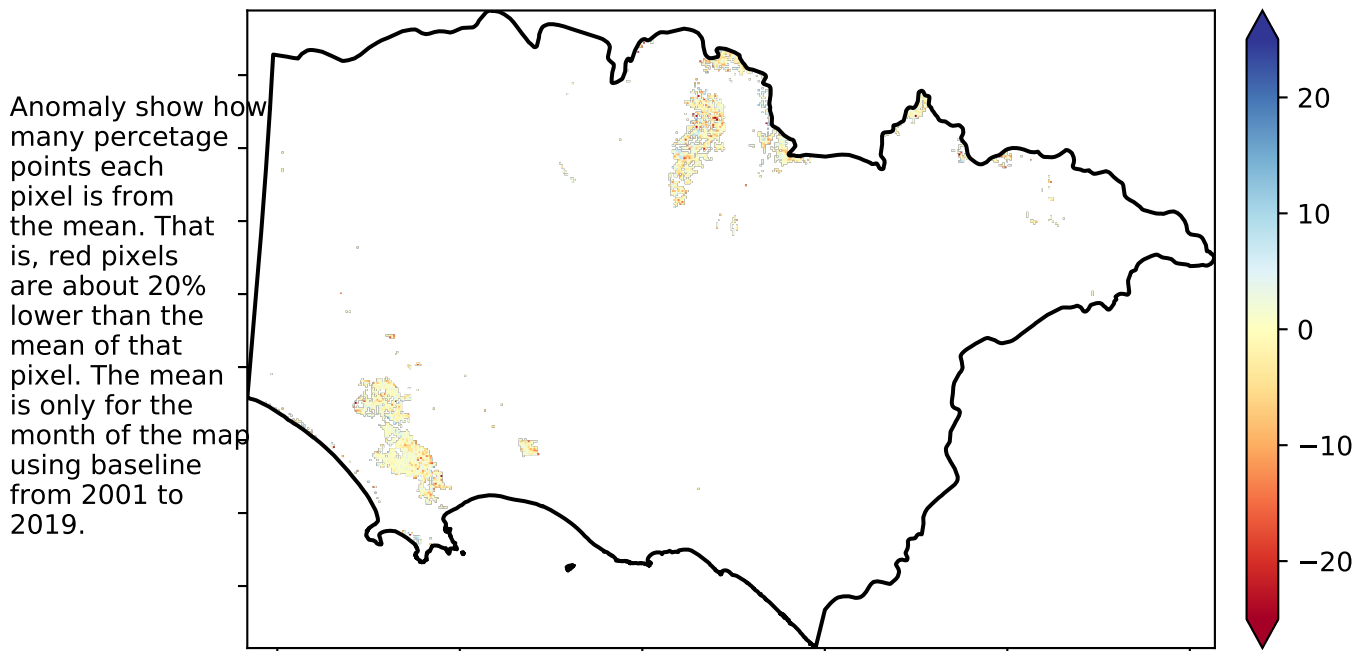 Anomaly show how
many percetage
points each
pixel is from
the mean. That
is, red pixels
are about 20%
lower than the
mean of that
pixel. The mean
is only for the
month of the map
using baseline
from 2001 to
2019.
20
10
0
−10
−20